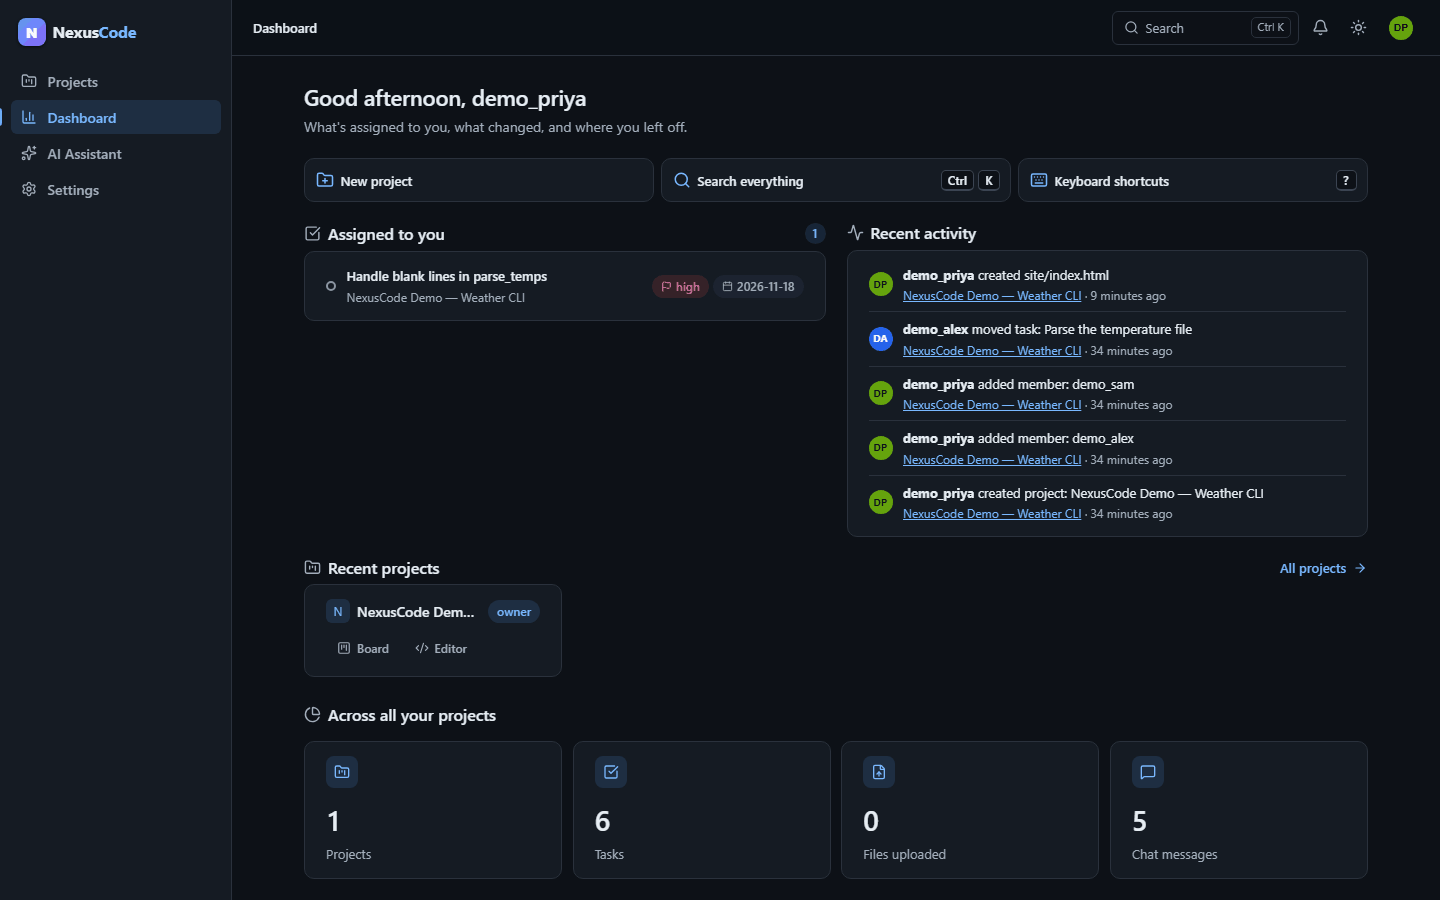 N NexusCode
Projects
Dashboard
AI Assistant
Settings
Dashboard
Search Ctrl K
DP
Good afternoon, demo_priya
What's assigned to you, what changed, and where you left off.
New project
Search everything Ctrl K
Keyboard shortcuts ?
Assigned to you 1
Handle blank lines in parse_temps
NexusCode Demo — Weather CLI
high 2026-11-18
Recent activity
DP demo_priya created site/index.html
NexusCode Demo — Weather CLI · 9 minutes ago
DA demo_alex moved task: Parse the temperature file
NexusCode Demo — Weather CLI · 34 minutes ago
DP demo_priya added member: demo_sam
NexusCode Demo — Weather CLI · 34 minutes ago
DP demo_priya added member: demo_alex
NexusCode Demo — Weather CLI · 34 minutes ago
DP demo_priya created project: NexusCode Demo — Weather CLI
NexusCode Demo — Weather CLI · 34 minutes ago
Recent projects
All projects →
N NexusCode Dem... owner
Board Editor
Across all your projects
1
Projects
6
Tasks
0
Files uploaded
5
Chat messages